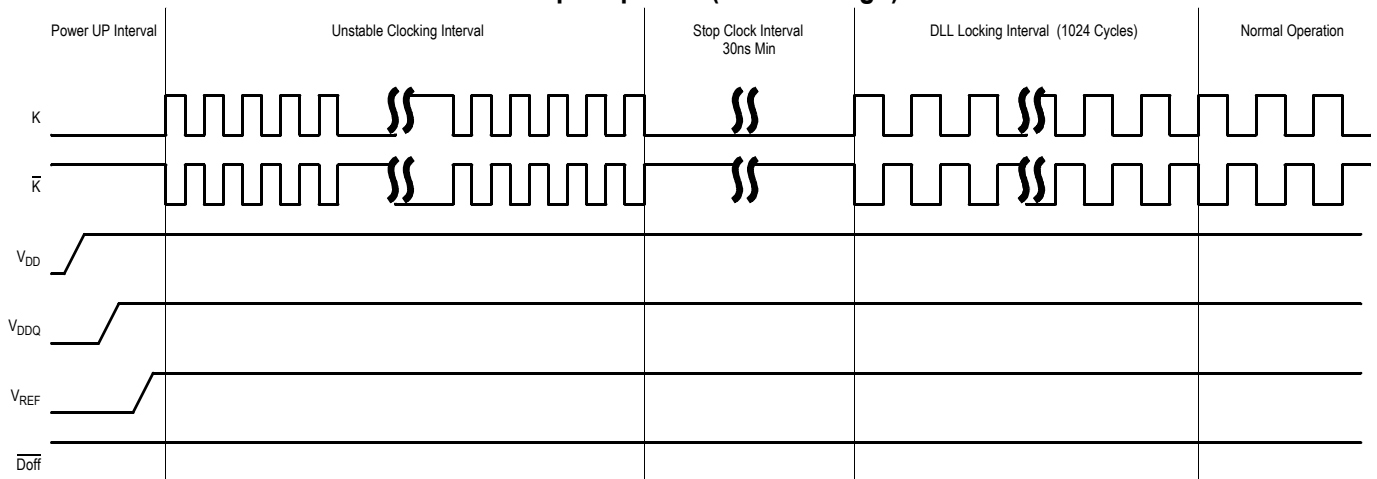 Power UP Interval
Unstable Clocking Interval
Stop Clock Interval
30ns Min
DLL Locking Interval (1024 Cycles)
Normal Operation
K
K̅
VDD
VDDQ
VREF
D̅o̅f̅f̅